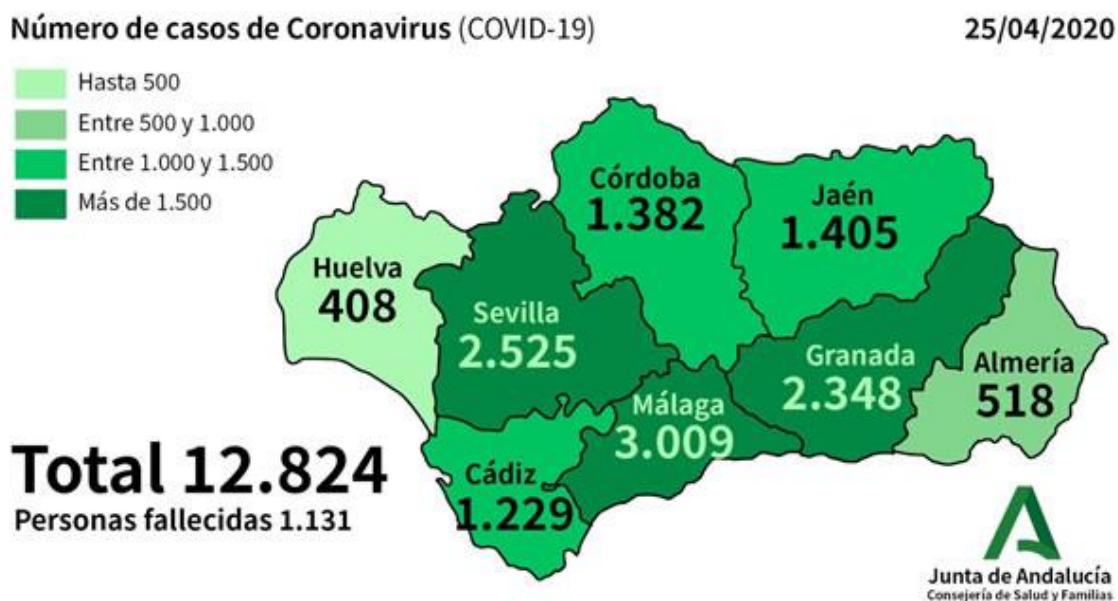 Número de casos de Coronavirus (COVID-19)
25/04/2020
Hasta 500
Entre 500 y 1.000
Entre 1.000 y 1.500
Más de 1.500
Córdoba
1.382
Jaén
1.405
Huelva
408
Sevilla
2.525
Granada
2.348
Almería
518
Málaga
3.009
Cádiz
1.229
Total 12.824
Personas fallecidas 1.131
Junta de Andalucía
Consejería de Salud y Familias